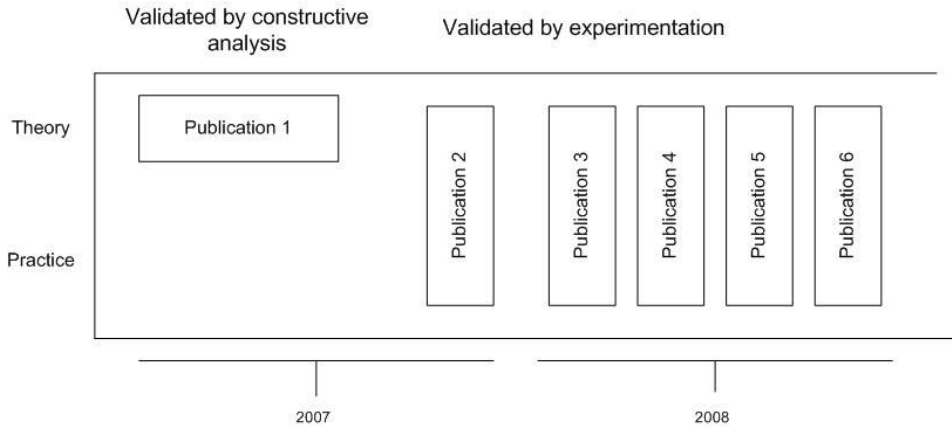 Validated by constructive
analysis
Validated by experimentation
Theory
Publication 1
Practice
Publication 2
Publication 3
Publication 4
Publication 5
Publication 6
2007
2008